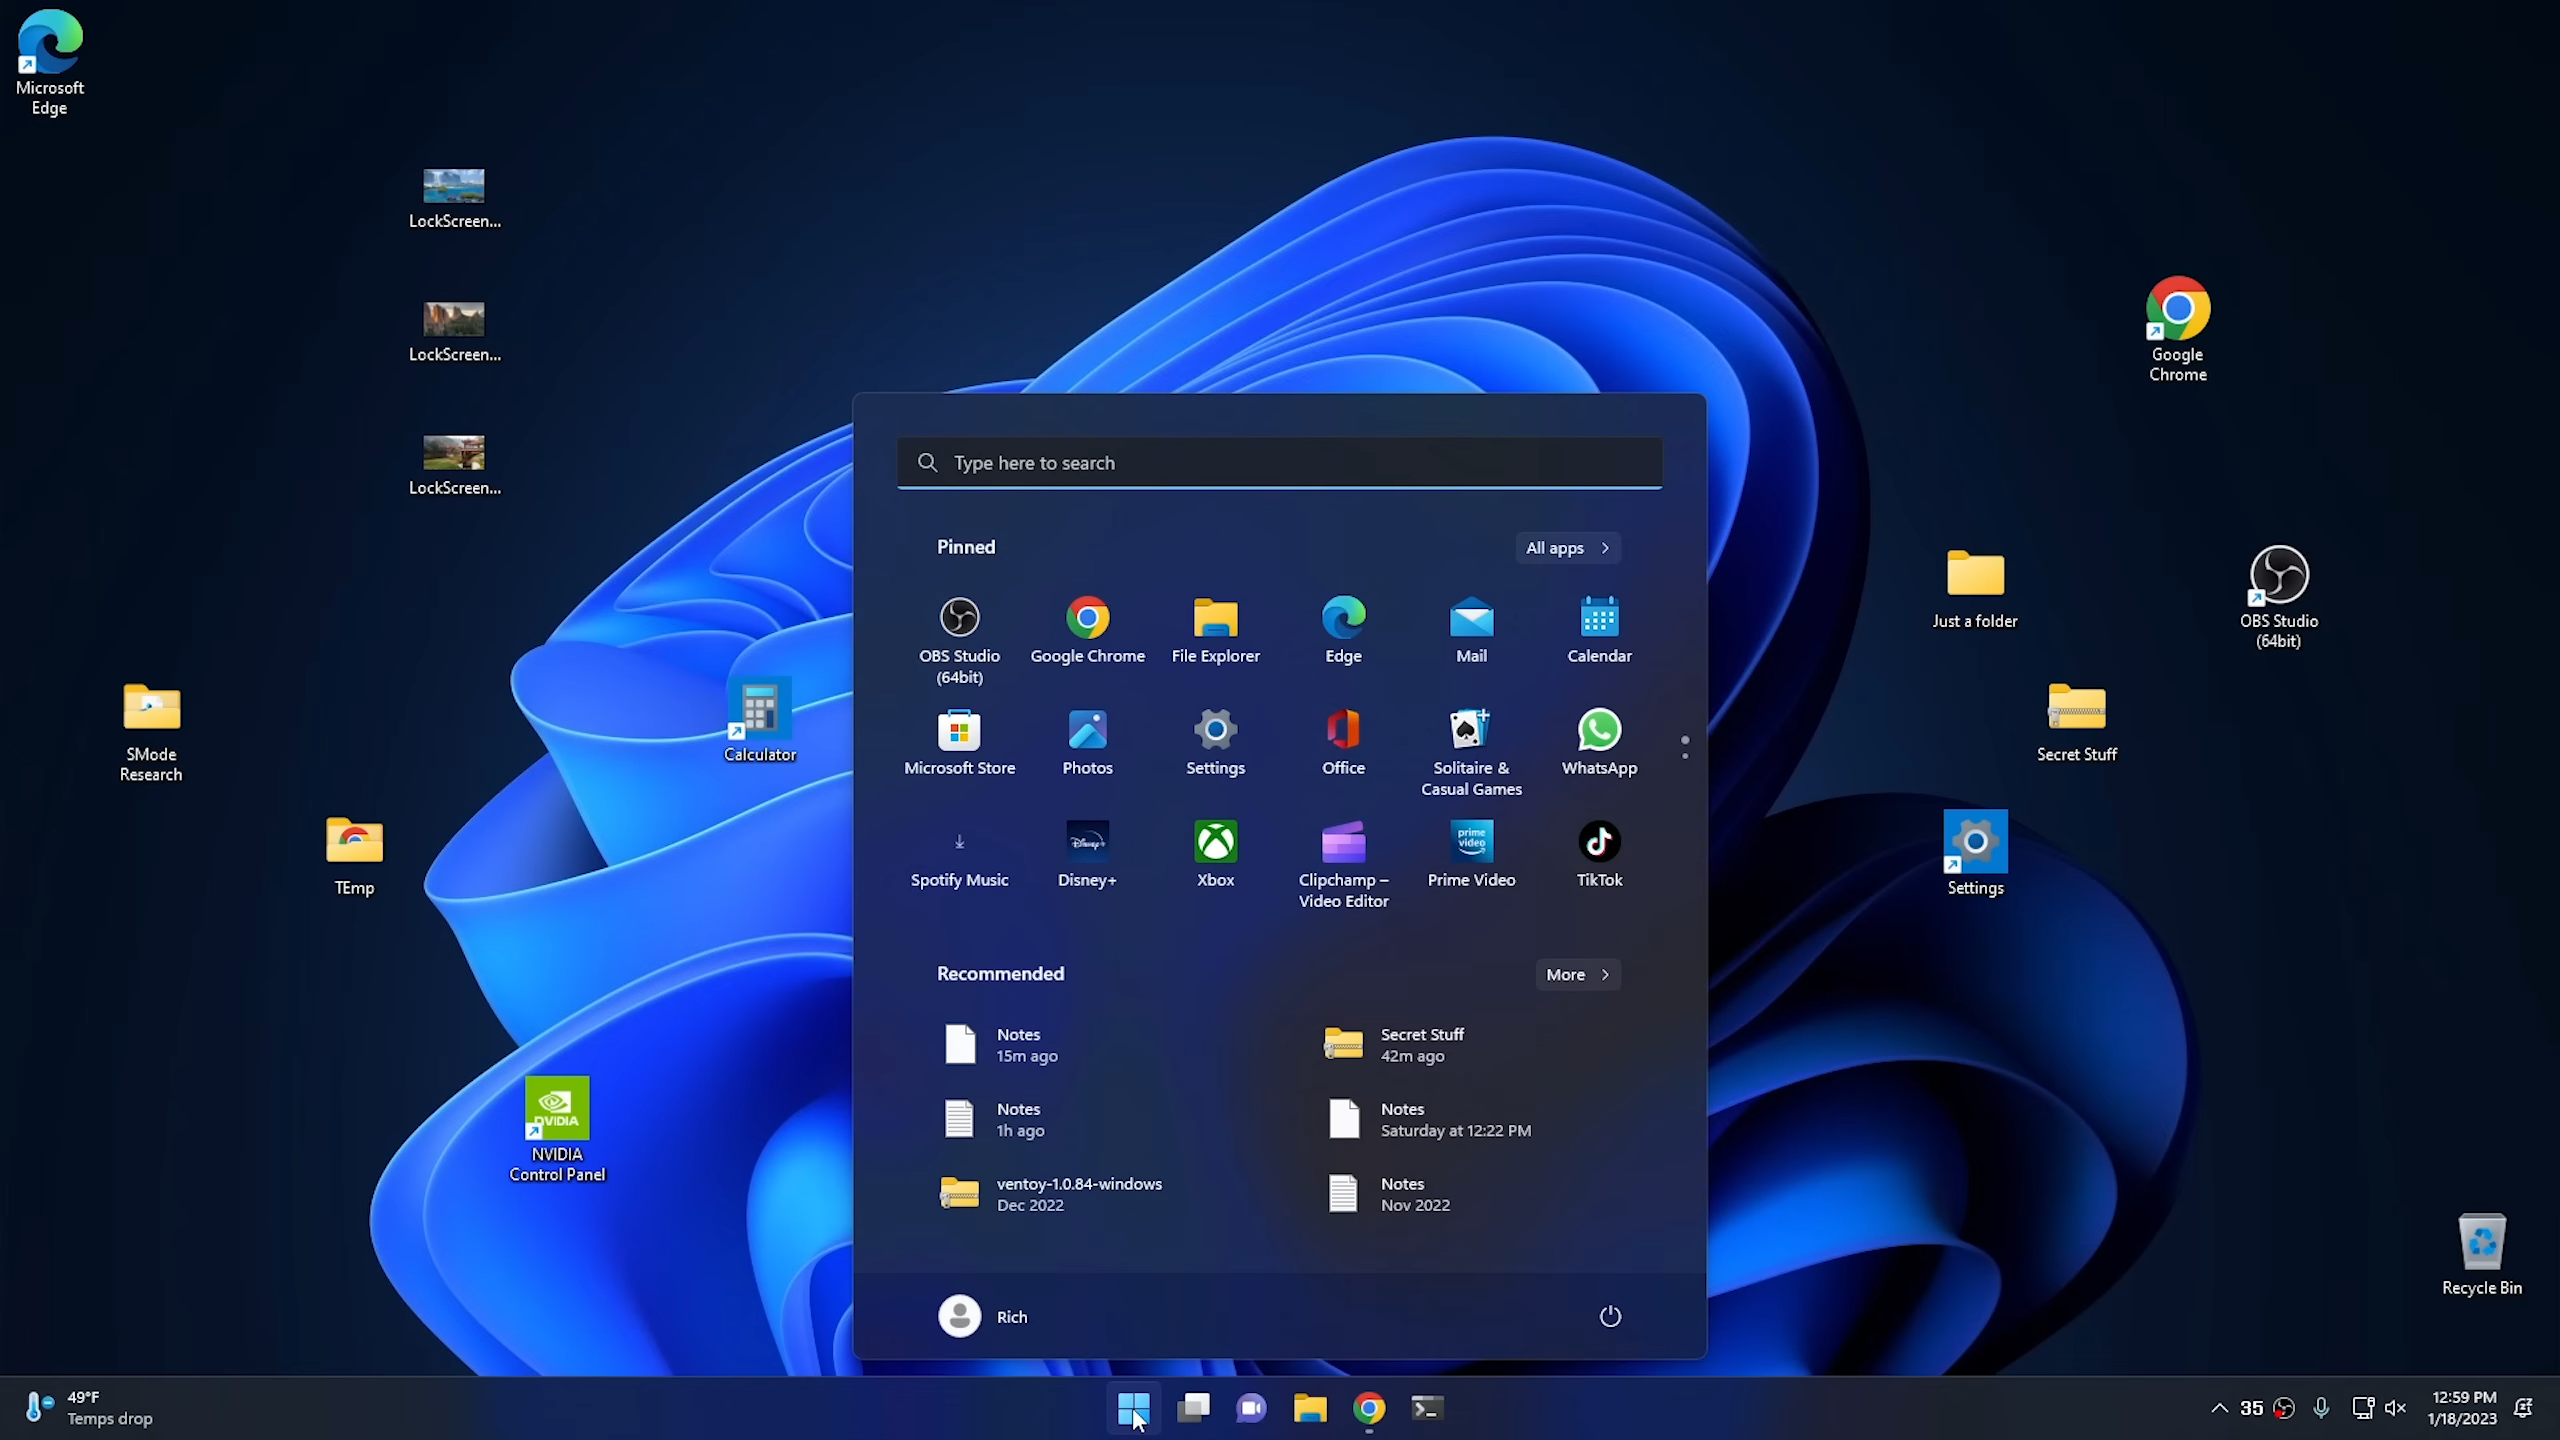 Microsoft
Edge
LockScreen...
LockScreen...
LockScreen...
SMode
Research
TEmp
Calculator
NVIDIA
NVIDIA
Control Panel
Type here to search
Pinned
All apps
OBS Studio
(64bit)
Google Chrome
File Explorer
Edge
Mail
Calendar
Microsoft Store
Photos
Settings
Office
Solitaire &
Casual Games
WhatsApp
Spotify Music
Disney+
Disney+
Xbox
Clipchamp –
Video Editor
prime
video
Prime Video
TikTok
Recommended
More
Notes
15m ago
Secret Stuff
42m ago
Notes
1h ago
Notes
Saturday at 12:22 PM
ventoy-1.0.84-windows
Dec 2022
Notes
Nov 2022
Rich
Google
Chrome
Just a folder
OBS Studio
(64bit)
Secret Stuff
Settings
Recycle Bin
49°F
Temps drop
35
12:59 PM
1/18/2023